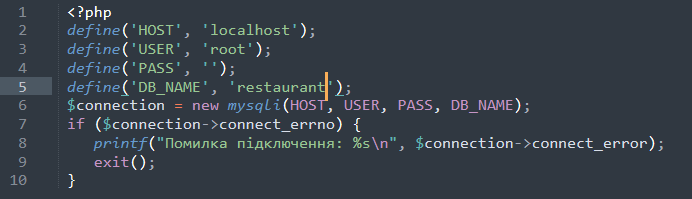 1 <?php
2 define('HOST', 'localhost');
3 define('USER', 'root');
4 define('PASS', '');
5 define('DB_NAME', 'restaurant');
6 $connection = new mysqli(HOST, USER, PASS, DB_NAME);
7 if ($connection->connect_errno) {
8 printf("Помилка підключення: %s\n", $connection->connect_error);
9 exit();
10 }